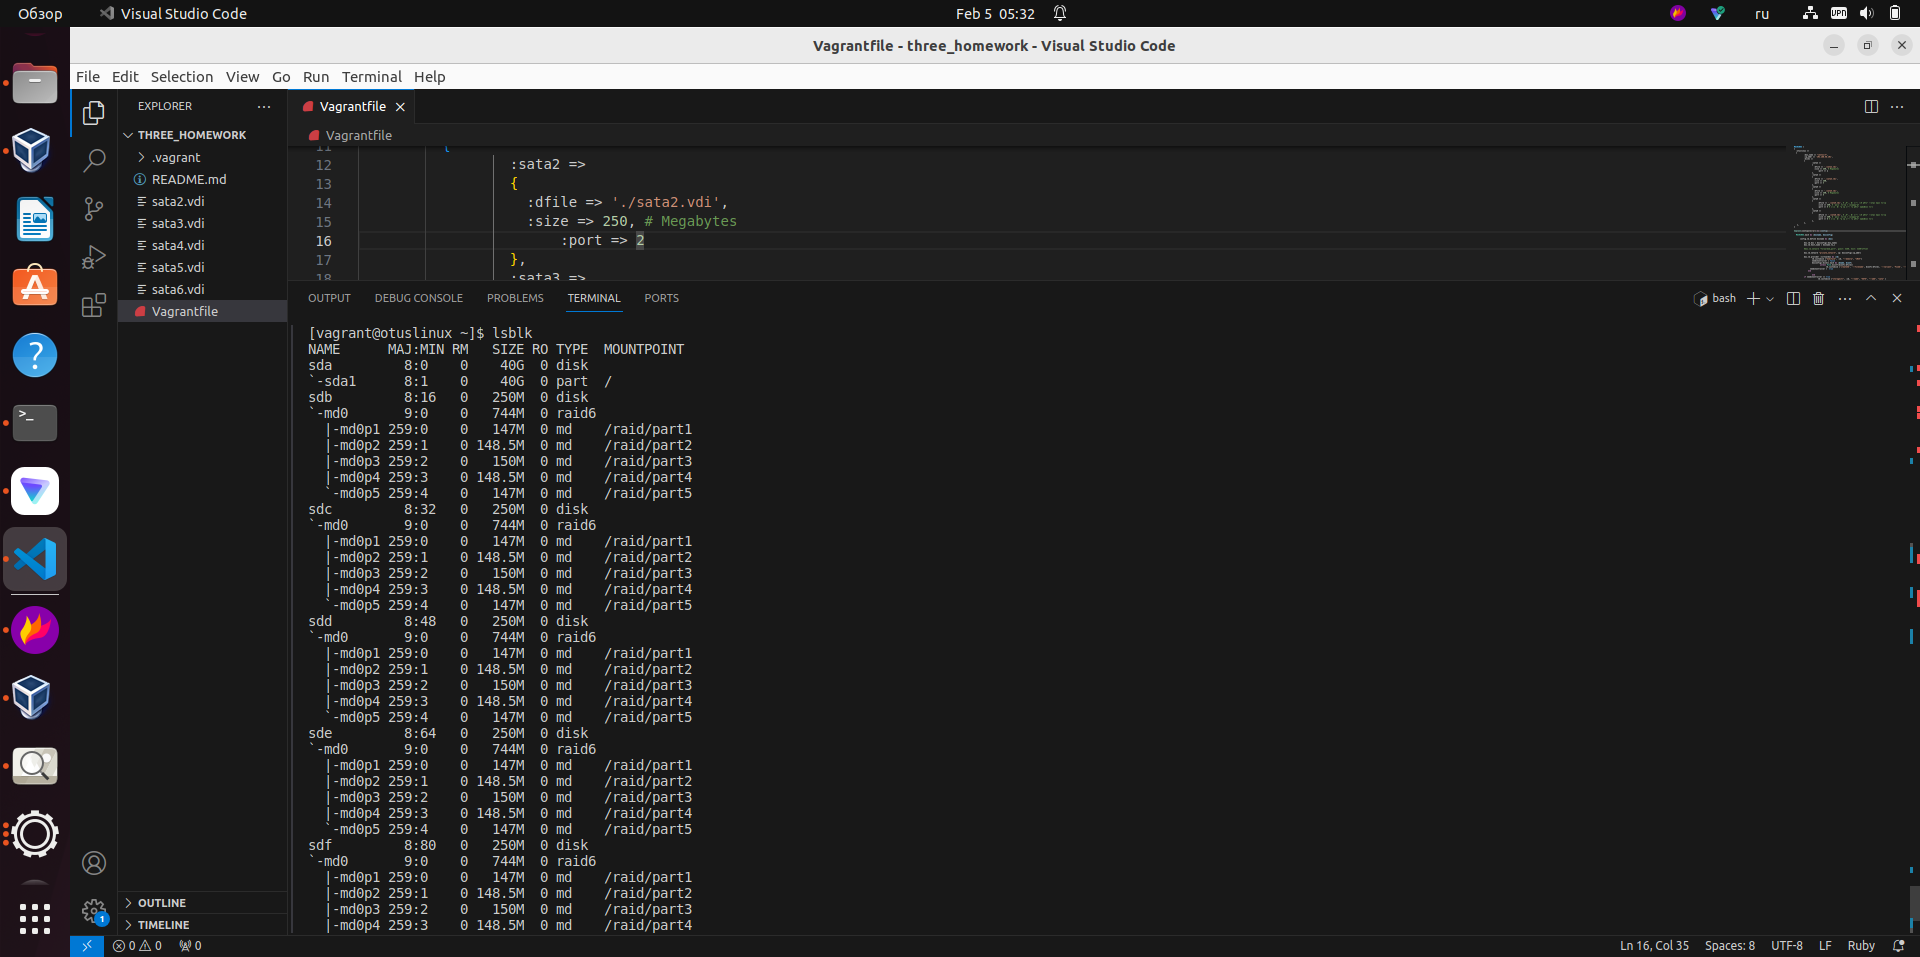 Обзор
Visual Studio Code
Feb 5 05:32
ru
VPN
Vagrantfile - three_homework - Visual Studio Code
File Edit Selection View Go Run Terminal Help
EXPLORER
THREE_HOMEWORK
.vagrant
README.md
sata2.vdi
sata3.vdi
sata4.vdi
sata5.vdi
sata6.vdi
Vagrantfile
OUTLINE
TIMELINE
Vagrantfile
Vagrantfile
11 {
12 :sata2 =>
13 {
14 :dfile => './sata2.vdi',
15 :size => 250, # Megabytes
16 :port => 2
17 },
18 :sata3 =>
OUTPUT DEBUG CONSOLE PROBLEMS TERMINAL PORTS
bash
[vagrant@otuslinux ~]$ lsblk
NAME MAJ:MIN RM SIZE RO TYPE MOUNTPOINT
sda 8:0 0 40G 0 disk
`-sda1 8:1 0 40G 0 part /
sdb 8:16 0 250M 0 disk
`-md0 9:0 0 744M 0 raid6
|-md0p1 259:0 0 147M 0 md /raid/part1
|-md0p2 259:1 0 148.5M 0 md /raid/part2
|-md0p3 259:2 0 150M 0 md /raid/part3
|-md0p4 259:3 0 148.5M 0 md /raid/part4
`-md0p5 259:4 0 147M 0 md /raid/part5
sdc 8:32 0 250M 0 disk
`-md0 9:0 0 744M 0 raid6
|-md0p1 259:0 0 147M 0 md /raid/part1
|-md0p2 259:1 0 148.5M 0 md /raid/part2
|-md0p3 259:2 0 150M 0 md /raid/part3
|-md0p4 259:3 0 148.5M 0 md /raid/part4
`-md0p5 259:4 0 147M 0 md /raid/part5
sdd 8:48 0 250M 0 disk
`-md0 9:0 0 744M 0 raid6
|-md0p1 259:0 0 147M 0 md /raid/part1
|-md0p2 259:1 0 148.5M 0 md /raid/part2
|-md0p3 259:2 0 150M 0 md /raid/part3
|-md0p4 259:3 0 148.5M 0 md /raid/part4
`-md0p5 259:4 0 147M 0 md /raid/part5
sde 8:64 0 250M 0 disk
`-md0 9:0 0 744M 0 raid6
|-md0p1 259:0 0 147M 0 md /raid/part1
|-md0p2 259:1 0 148.5M 0 md /raid/part2
|-md0p3 259:2 0 150M 0 md /raid/part3
|-md0p4 259:3 0 148.5M 0 md /raid/part4
`-md0p5 259:4 0 147M 0 md /raid/part5
sdf 8:80 0 250M 0 disk
`-md0 9:0 0 744M 0 raid6
|-md0p1 259:0 0 147M 0 md /raid/part1
|-md0p2 259:1 0 148.5M 0 md /raid/part2
|-md0p3 259:2 0 150M 0 md /raid/part3
|-md0p4 259:3 0 148.5M 0 md /raid/part4
1
0 0 0
Ln 16, Col 35 Spaces: 8 UTF-8 LF Ruby